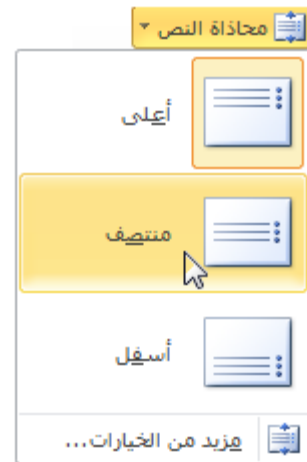 محاذاة النص
أعلى
منتصف
أسفل
مزيد من الخيارات...